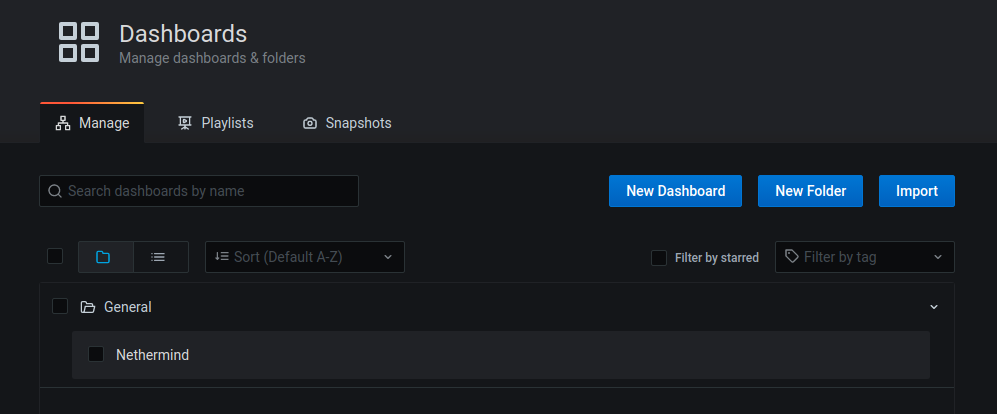 Dashboards
Manage dashboards & folders
Manage Playlists Snapshots
Search dashboards by name New Dashboard New Folder Import
Sort (Default A-Z) Filter by starred Filter by tag
General
Nethermind